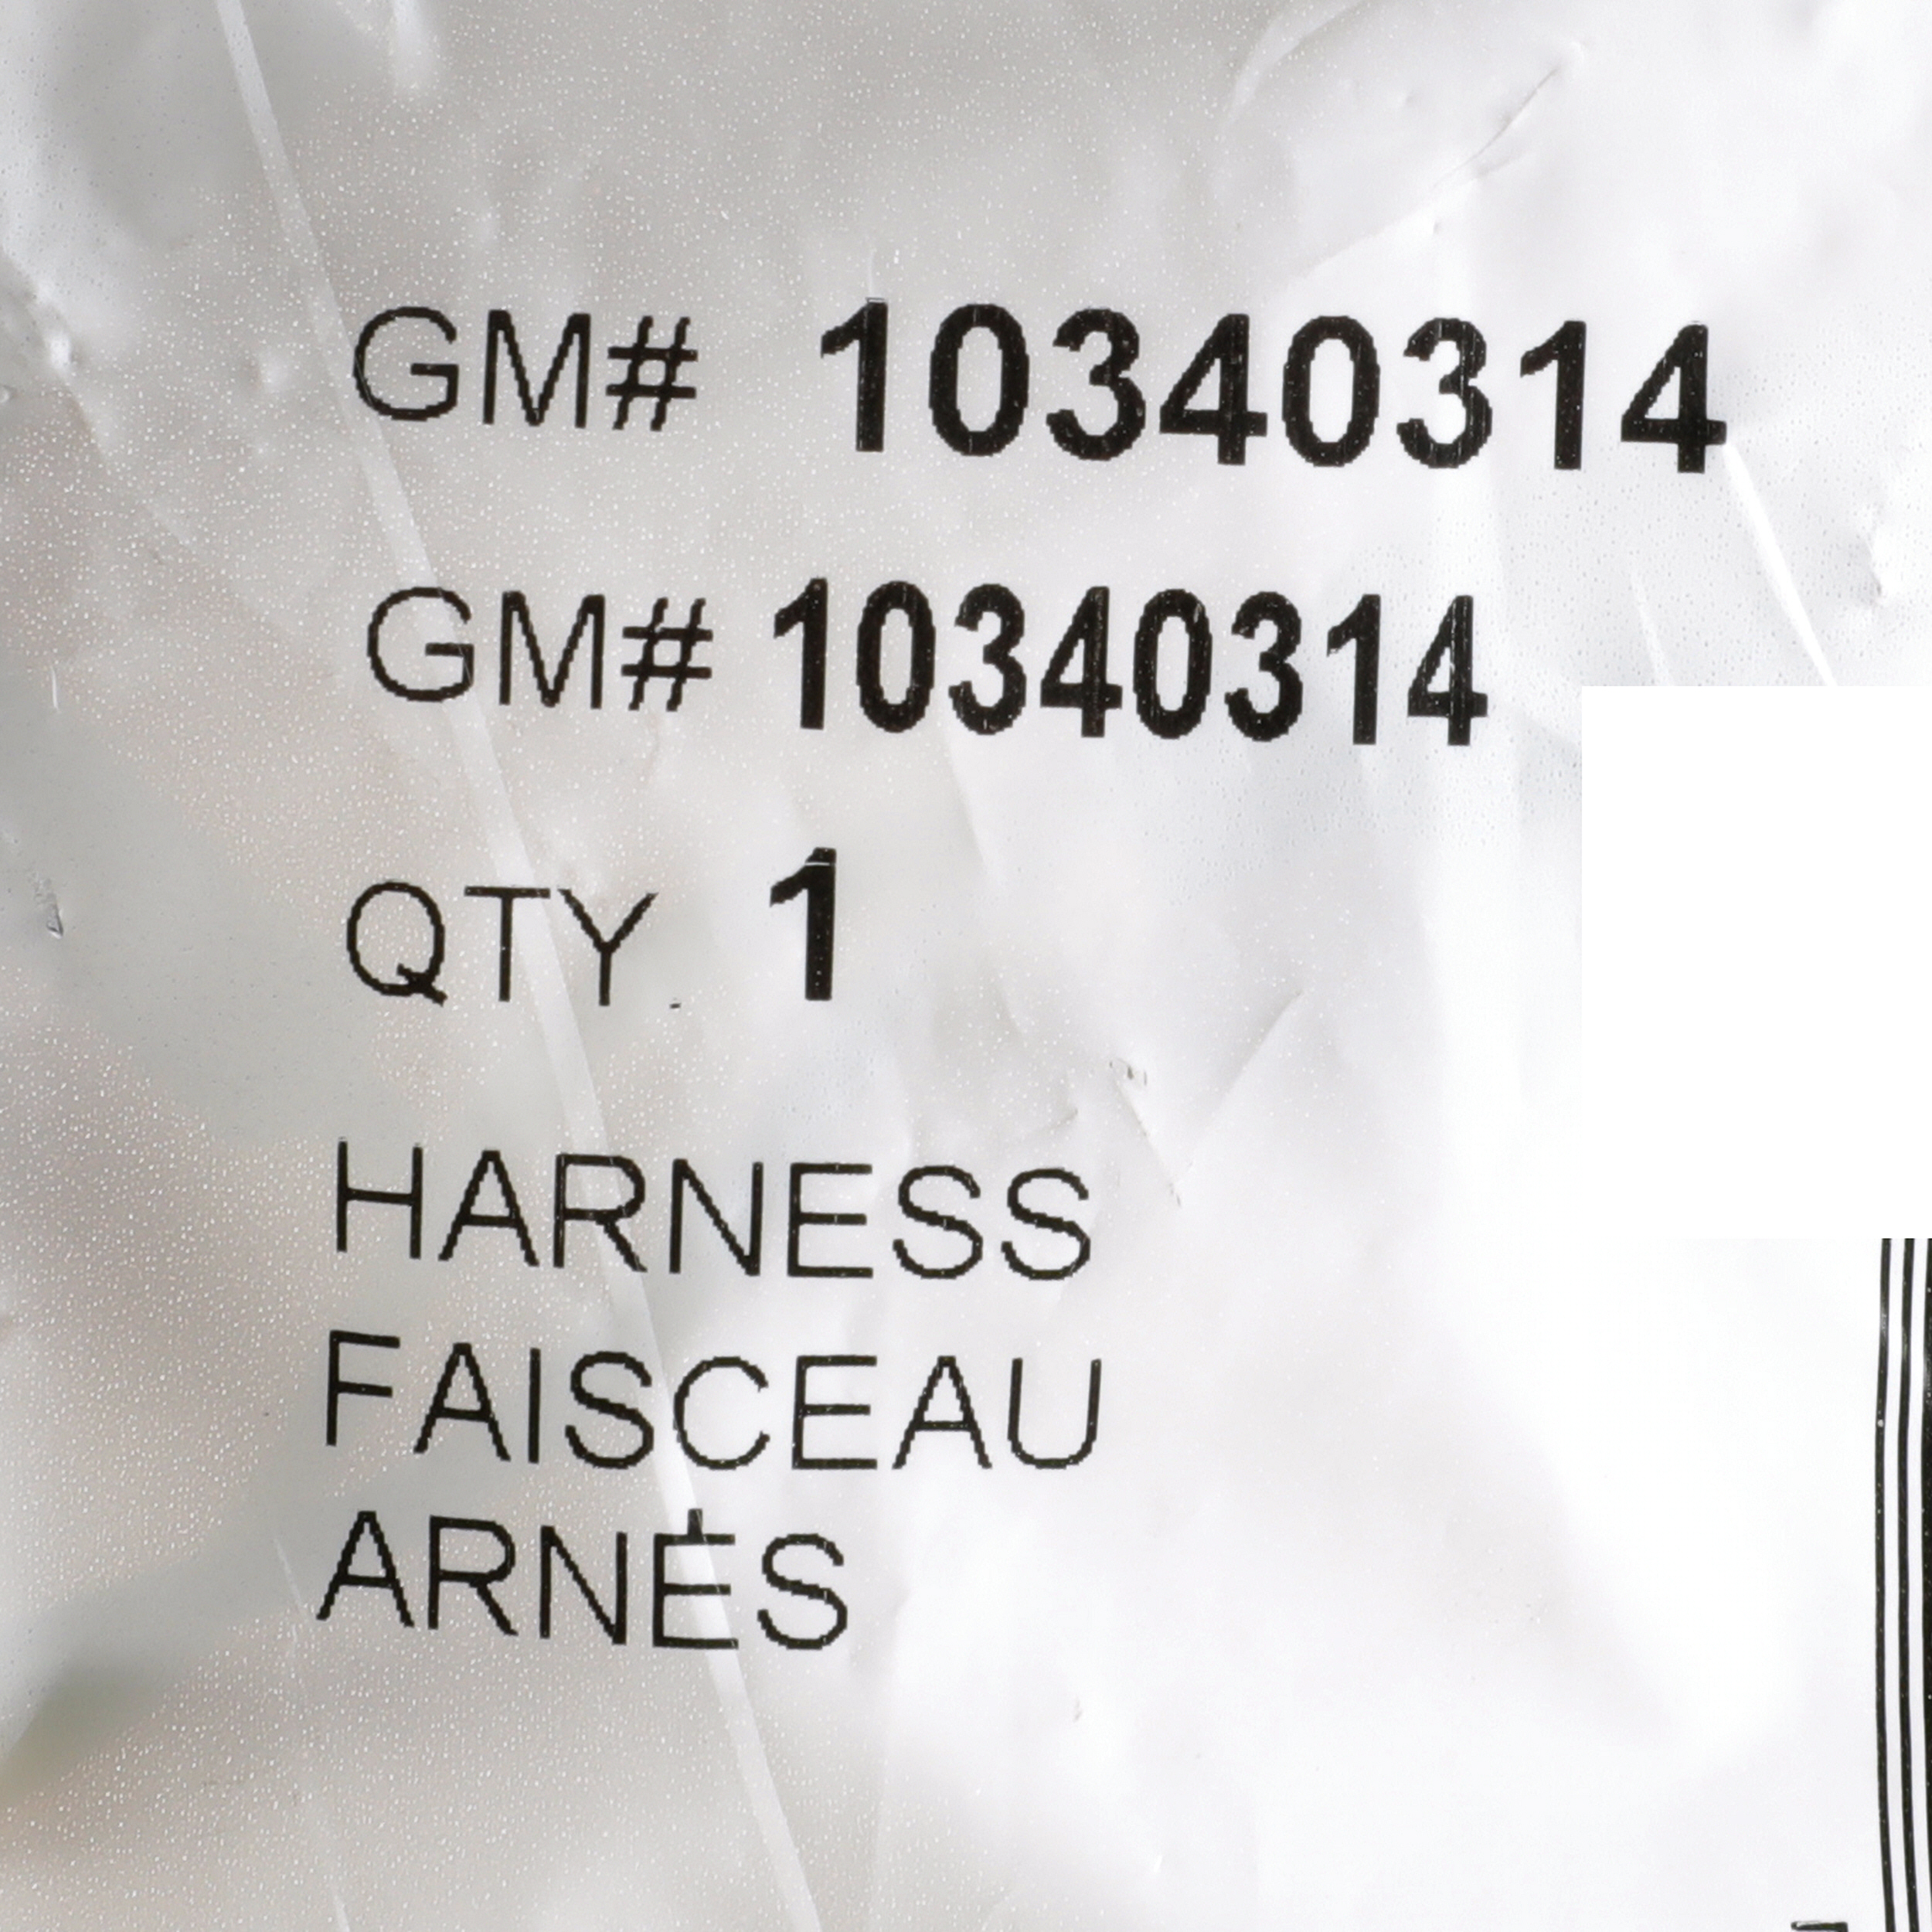 GM# 10340314
GM# 10340314
QTY. 1
HARNESS
FAISCEAU
ARNÉS